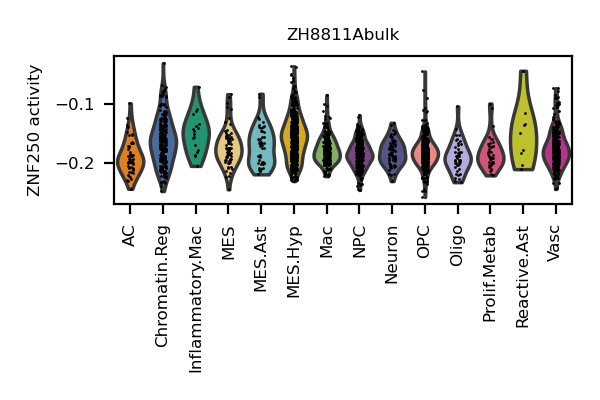 ZH8811Abulk
ZNF250 activity
−0.1
−0.2
AC
Chromatin.Reg
Inflammatory.Mac
MES
MES.Ast
MES.Hyp
Mac
NPC
Neuron
OPC
Oligo
Prolif.Metab
Reactive.Ast
Vasc